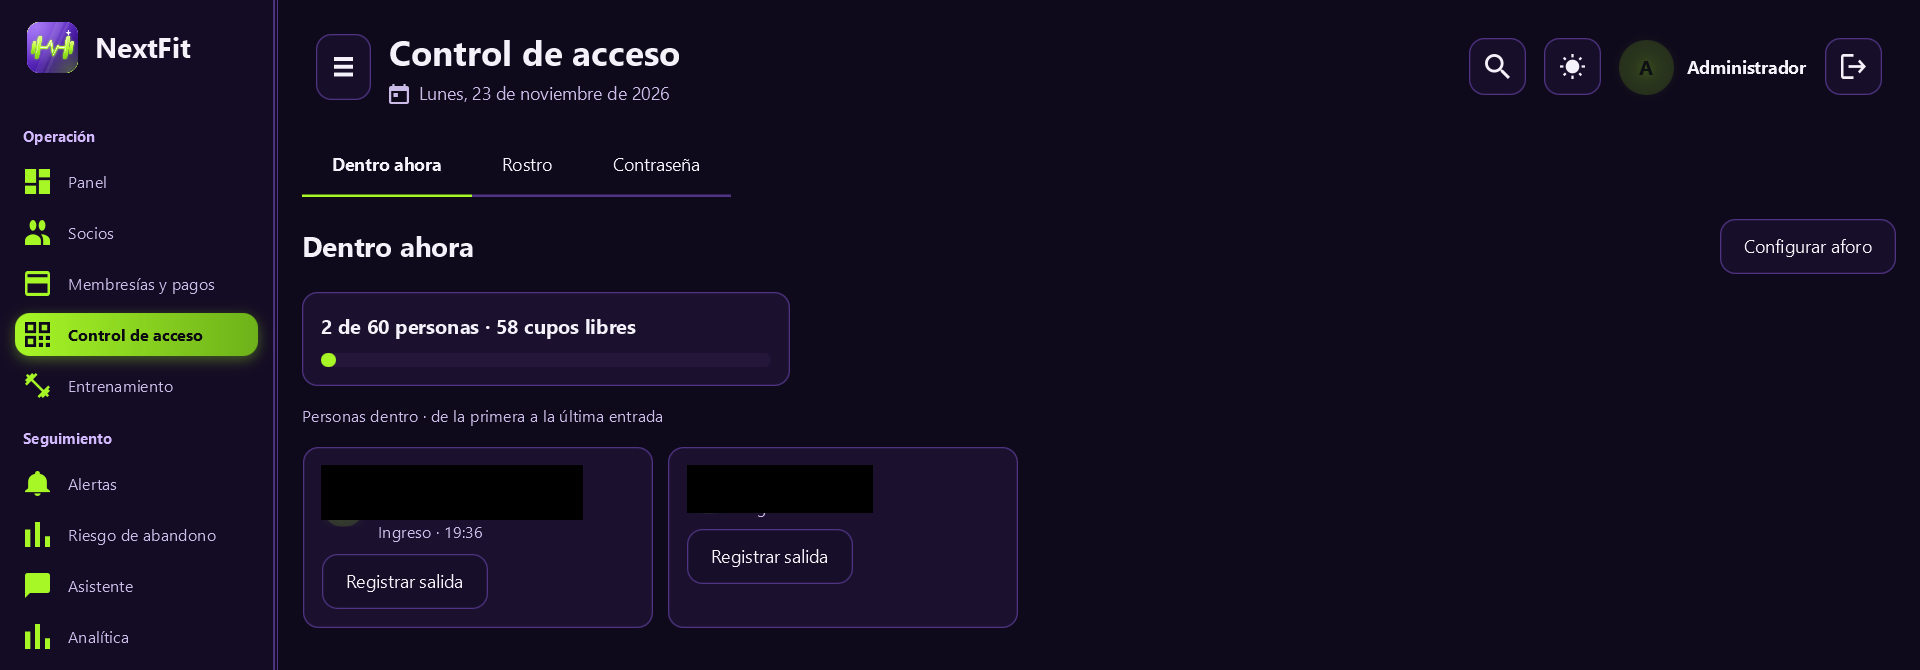 NextFit
Operación
Panel
Socios
Membresías y pagos
Control de acceso
Entrenamiento
Seguimiento
Alertas
Riesgo de abandono
Asistente
Analítica
Control de acceso
Lunes, 23 de noviembre de 2026
A
Administrador
Dentro ahora
Rostro
Contraseña
Dentro ahora
Configurar aforo
2 de 60 personas · 58 cupos libres
Personas dentro · de la primera a la última entrada
Ingreso · 19:36
Registrar salida
Registrar salida